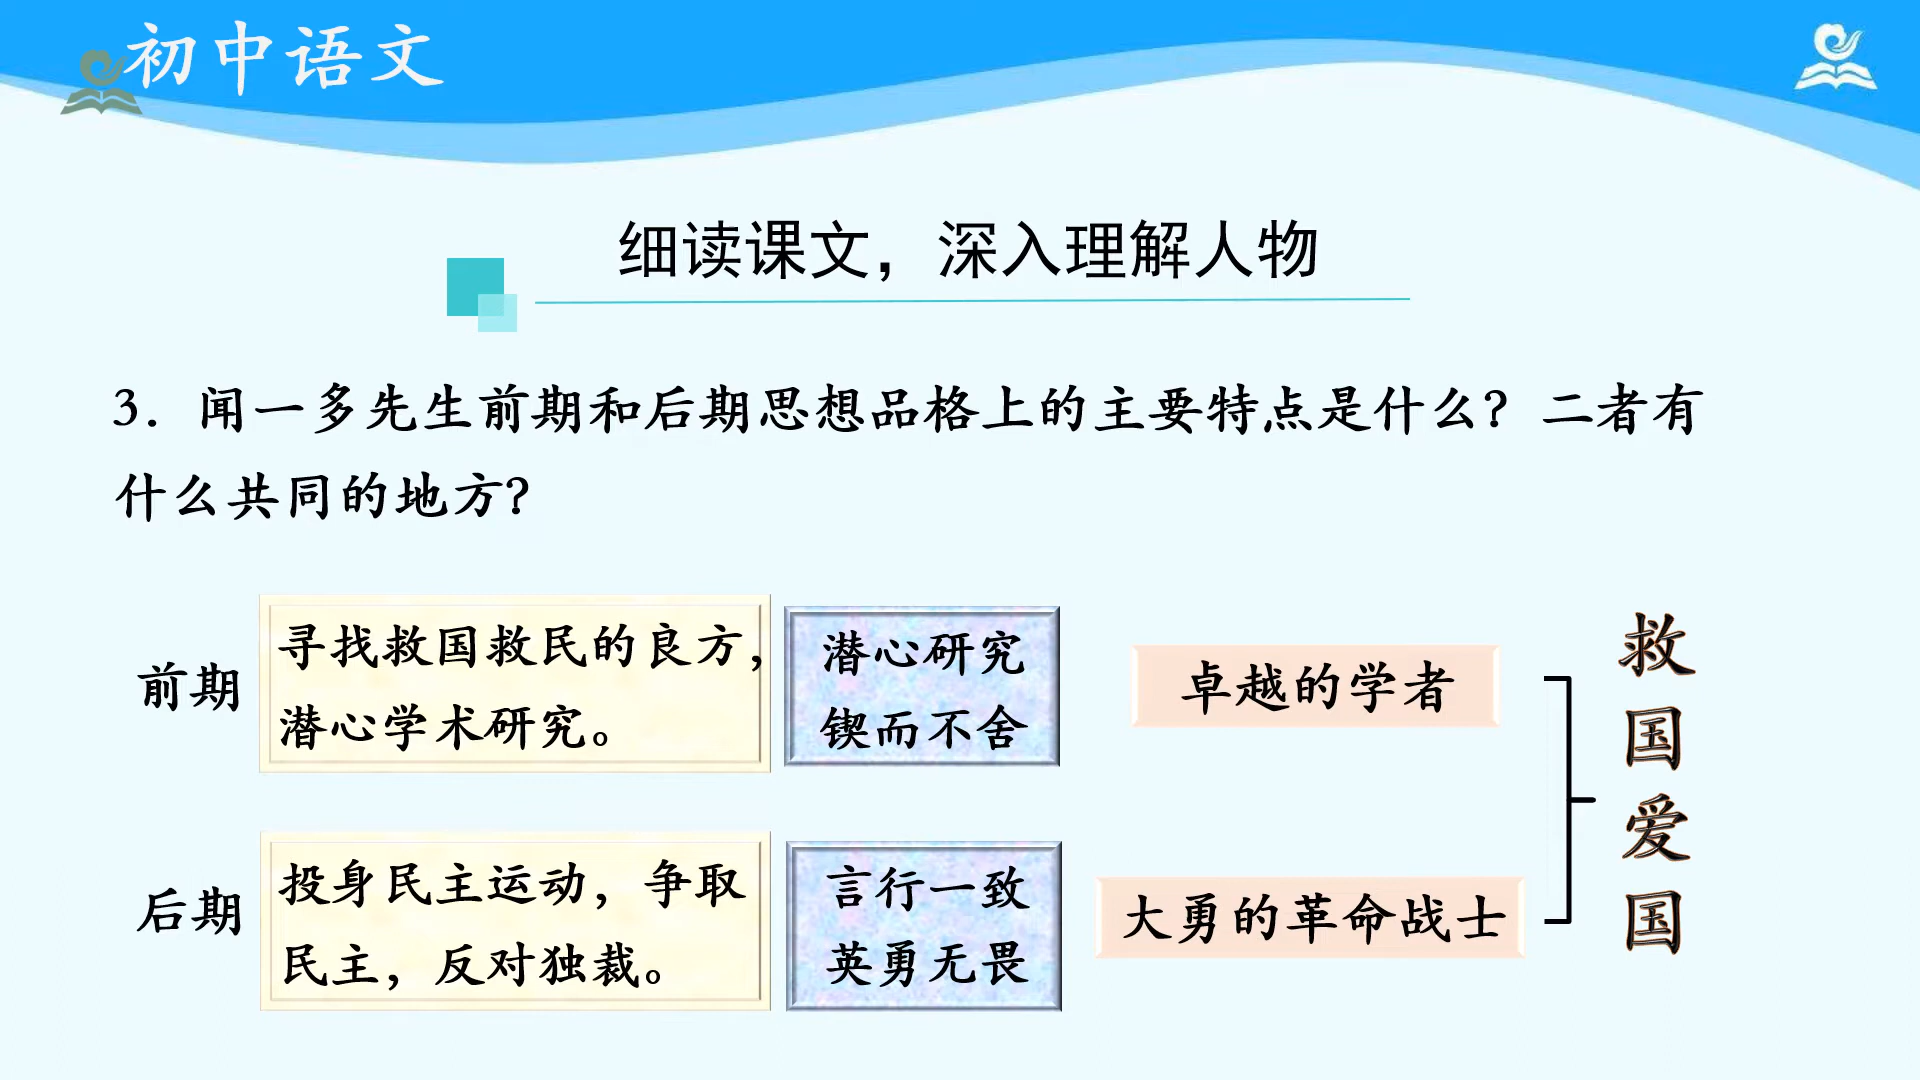 初中语文
细读课文，深入理解人物
3．闻一多先生前期和后期思想品格上的主要特点是什么？二者有
什么共同的地方？
前期
寻找救国救民的良方，
潜心学术研究。
潜心研究
锲而不舍
卓越的学者
后期
投身民主运动，争取
民主，反对独裁。
言行一致
英勇无畏
大勇的革命战士
救
国
爱
国